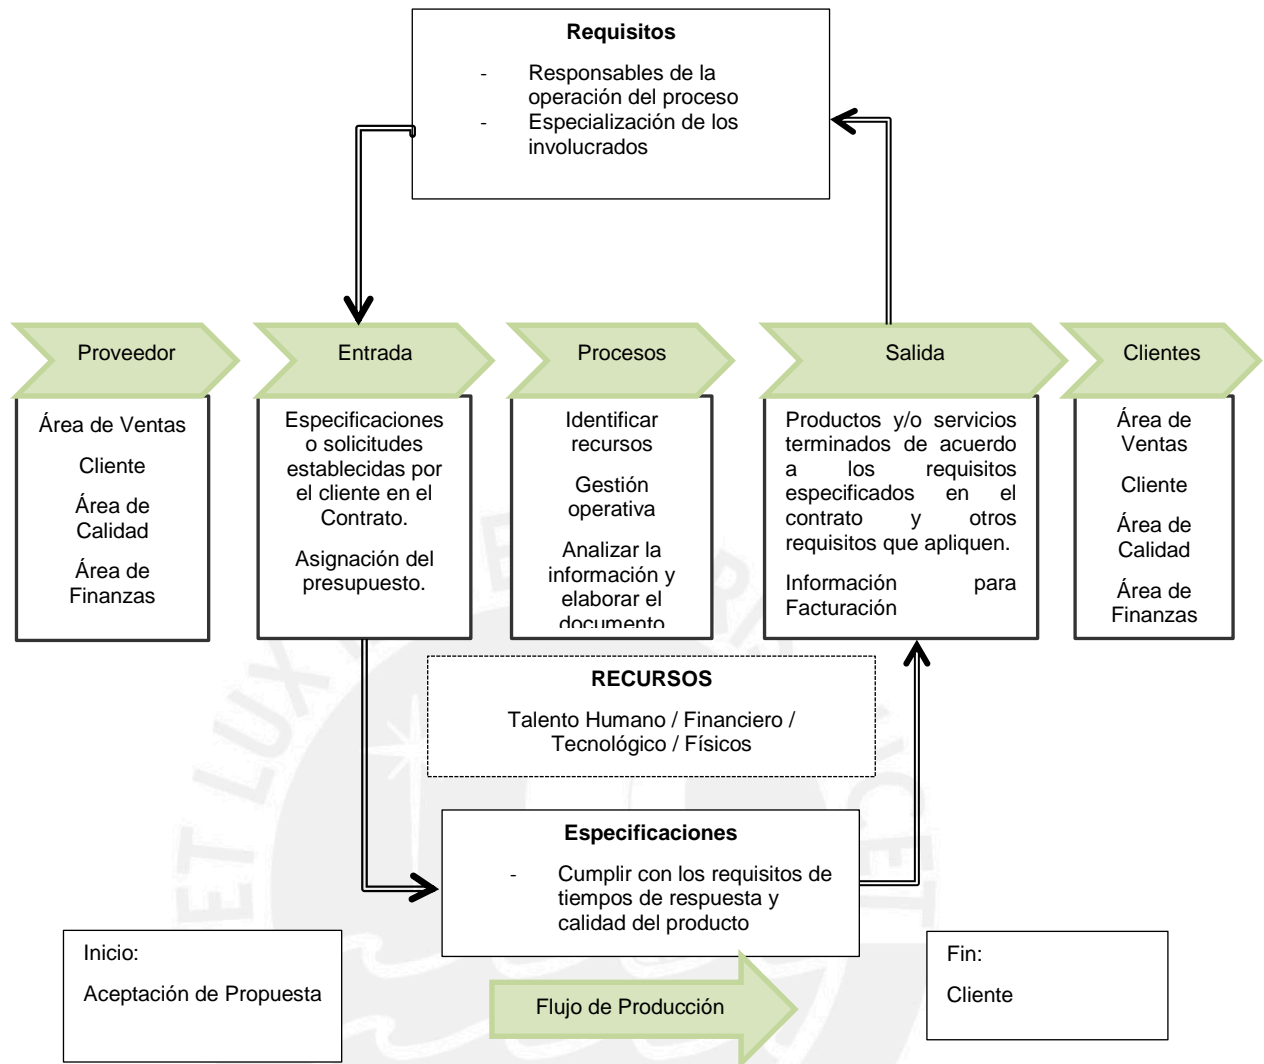 Requisitos
- Responsables de la
operación del proceso
- Especialización de los
involucrados
Proveedor
Entrada
Procesos
Salida
Clientes
Área de Ventas
Cliente
Área de
Calidad
Área de
Finanzas
Especificaciones
o solicitudes
establecidas por
el cliente en el
Contrato.
Asignación del
presupuesto.
Identificar
recursos
Gestión
operativa
Analizar la
información y
elaborar el
documento
Productos y/o servicios
terminados de acuerdo
a los requisitos
especificados en el
contrato y otros
requisitos que apliquen.
Información para
Facturación
Área de
Ventas
Cliente
Área de
Calidad
Área de
Finanzas
RECURSOS
Talento Humano / Financiero /
Tecnológico / Físicos
Especificaciones
- Cumplir con los requisitos de
tiempos de respuesta y
calidad del producto
Inicio:
Aceptación de Propuesta
Flujo de Producción
Fin:
Cliente
ET LUX